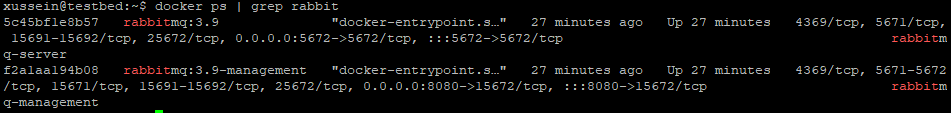 xussein@testbed:~$ docker ps | grep rabbit
5c45bf1e8b57   rabbitmq:3.9              "docker-entrypoint.s…"   27 minutes ago   Up 27 minutes   4369/tcp, 5671/tcp,
 15691-15692/tcp, 25672/tcp, 0.0.0.0:5672->5672/tcp, :::5672->5672/tcp                                            rabbitm
q-server
f2a1aa194b08   rabbitmq:3.9-management   "docker-entrypoint.s…"   27 minutes ago   Up 27 minutes   4369/tcp, 5671-5672
/tcp, 15671/tcp, 15691-15692/tcp, 25672/tcp, 0.0.0.0:8080->15672/tcp, :::8080->15672/tcp                          rabbitm
q-management